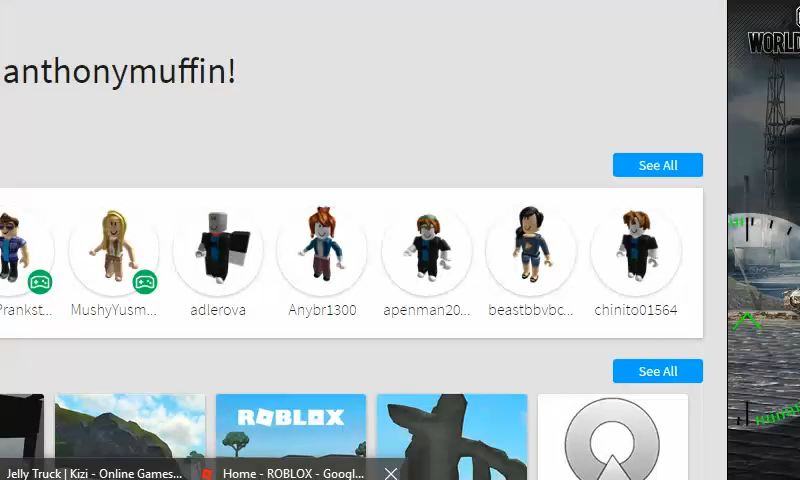 anthonymuffin!
WORLD
See All
Prankst...
MushyYusm...
adlerova
Anybr1300
apenman20...
beastbbvbc...
chinito01564
See All
ROBLOX
Jelly Truck | Kizi - Online Games...
Home - ROBLOX - Googl...